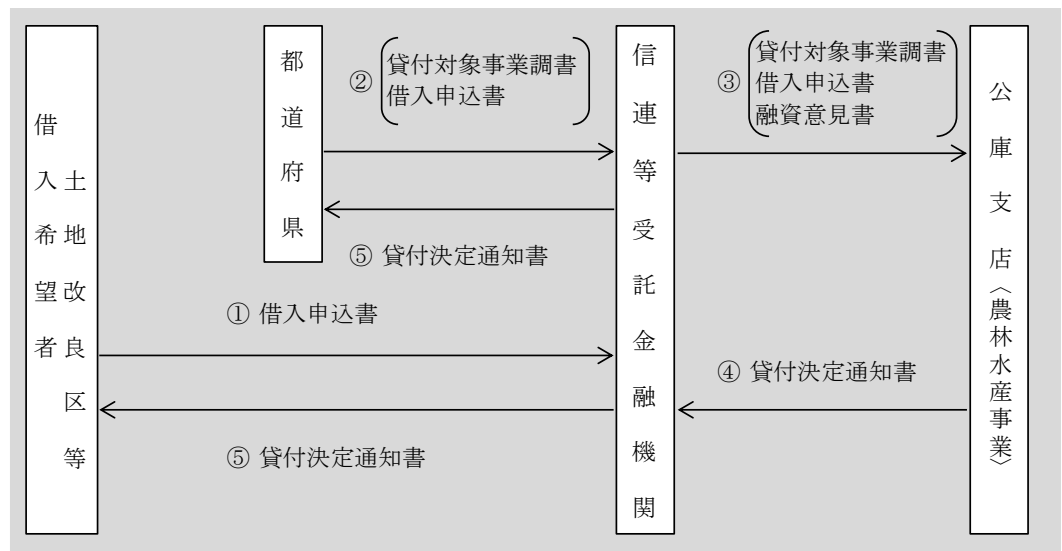 借入希望者
土地改良区等
都道府県
②
貸付対象事業調書
借入申込書
信連等受託金融機関
③
貸付対象事業調書
借入申込書
融資意見書
公庫支店〈農林水産事業〉
⑤ 貸付決定通知書
① 借入申込書
④ 貸付決定通知書
⑤ 貸付決定通知書